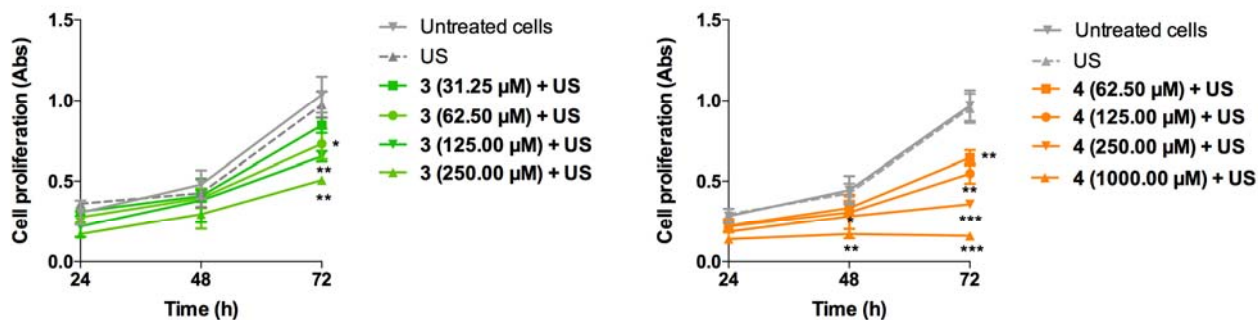 1.5
1.0
0.5
0.0
Cell proliferation (Abs)
24
48
72
Time (h)
*
**
**
Untreated cells
US
3 (31.25 µM) + US
3 (62.50 µM) + US
3 (125.00 µM) + US
3 (250.00 µM) + US
1.5
1.0
0.5
0.0
Cell proliferation (Abs)
24
48
72
Time (h)
**
**
*
***
**
***
Untreated cells
US
4 (62.50 µM) + US
4 (125.00 µM) + US
4 (250.00 µM) + US
4 (1000.00 µM) + US